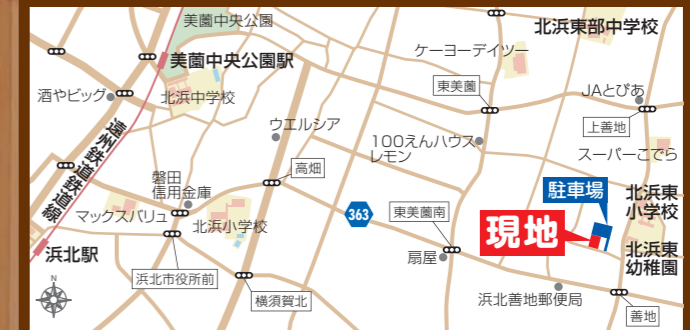 美薗中央公園
北浜東部中学校
美薗中央公園駅
ケーヨーデイツー
酒やビッグ
北浜中学校
東美薗
JAとぴあ
ウエルシア
上善地
100えんハウス
レモン
スーパーこでら
遠州鉄道鉄道線
高畑
磐田
信用金庫
駐車場
北浜東
小学校
マックスバリュ
北浜小学校
363
東美薗南
現地
浜北駅
扇屋
北浜東
幼稚園
N
浜北市役所前
横須賀北
浜北善地郵便局
善地